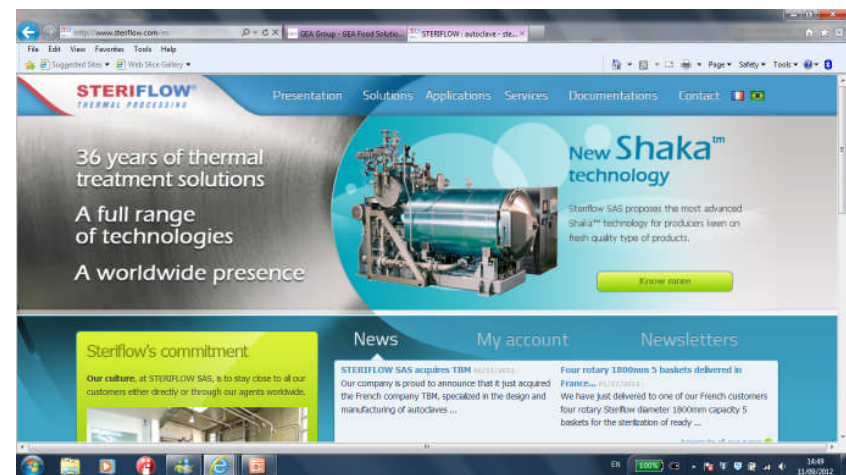 http://www.steriflow.com/en
GEA Group - GEA Food Solutio...
STERIFLOW : autoclave - ste...
File Edit View Favorites Tools Help
Suggested Sites
Web Slice Gallery
Page Safety Tools
STERIFLOW
THERMAL PROCESSING
Presentation Solutions Applications Services Documentations Contact
36 years of thermal
treatment solutions
A full range
of technologies
A worldwide presence
New Shaka™
technology
Steriflow SAS proposes the most advanced
Shaka™ technology for producers keen on
fresh quality type of products.
Know more
Steriflow's commitment
Our culture, at STERIFLOW SAS, is to stay close to all our
customers either directly or through our agents worldwide.
News My account Newsletters
STERIFLOW SAS acquires TBM
Our company is proud to announce that it just acquired
the French company TBM, specialized in the design and
manufacturing of autoclaves ...
Four rotary 1800mm 5 baskets delivered in
France...
We have just delivered to one of our French customers
four rotary Steriflow diameter 1800mm capacity 5
baskets for the sterilization of ready ...
EN 100% 14:49
11/09/2012